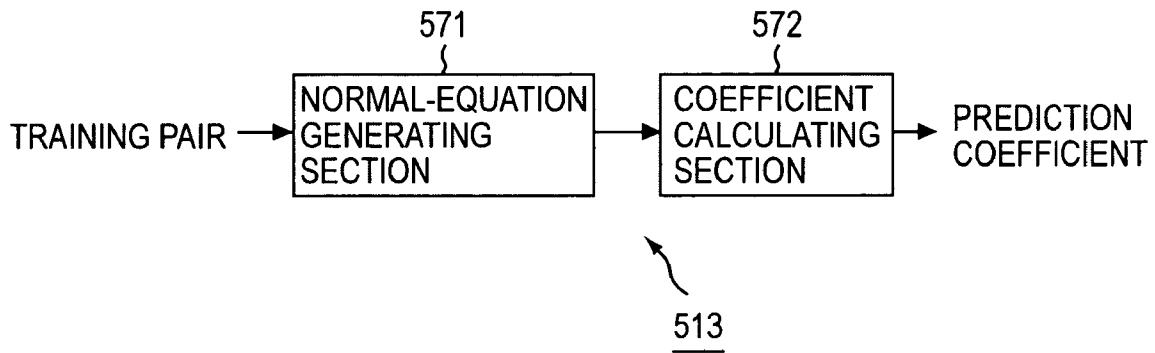 571
572
TRAINING PAIR
NORMAL-EQUATION
GENERATING
SECTION
COEFFICIENT
CALCULATING
SECTION
PREDICTION
COEFFICIENT
513